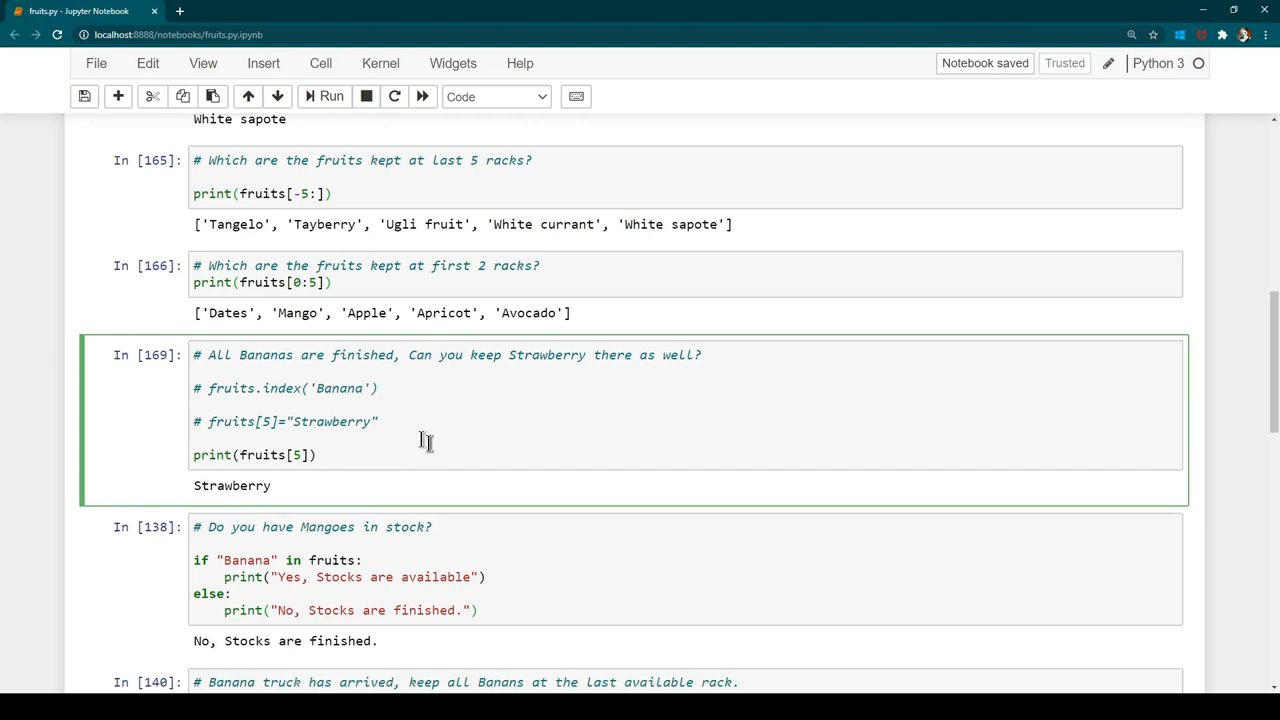 fruits.py - Jupyter Notebook
localhost:8888/notebooks/fruits.py.ipynb
File Edit View Insert Cell Kernel Widgets Help
Notebook saved Trusted Python 3
Run Code
White sapote
In [165]: # Which are the fruits kept at last 5 racks?
print(fruits[-5:])
['Tangelo', 'Tayberry', 'Ugli fruit', 'White currant', 'White sapote']
In [166]: # Which are the fruits kept at first 2 racks?
print(fruits[0:5])
['Dates', 'Mango', 'Apple', 'Apricot', 'Avocado']
In [169]: # All Bananas are finished, Can you keep Strawberry there as well?
# fruits.index('Banana')
# fruits[5]="Strawberry"
print(fruits[5])
Strawberry
In [138]: # Do you have Mangoes in stock?
if "Banana" in fruits:
print("Yes, Stocks are available")
else:
print("No, Stocks are finished.")
No, Stocks are finished.
In [140]: # Banana truck has arrived, keep all Banans at the last available rack.